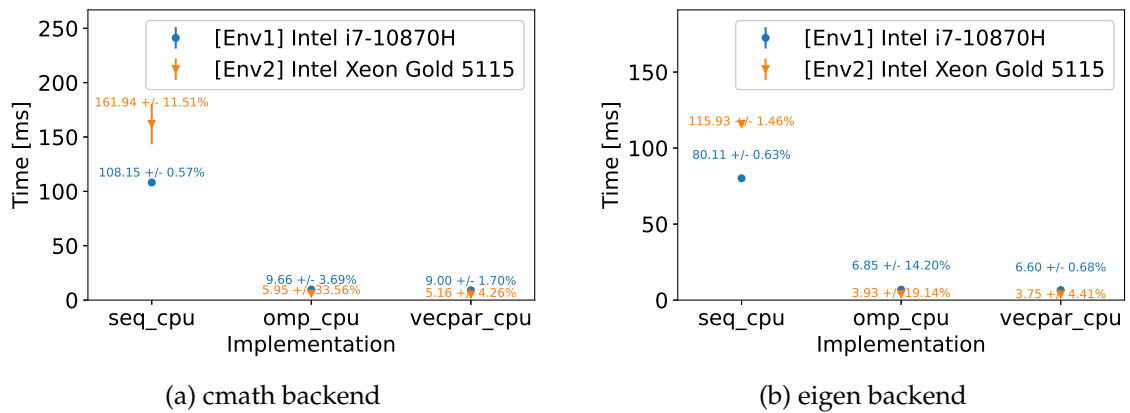 250
200
150
100
50
0
Time [ms]
[Env1] Intel i7-10870H
[Env2] Intel Xeon Gold 5115
161.94 +/- 11.51%
108.15 +/- 0.57%
9.66 +/- 3.69%
5.95 +/- 33.56%
9.00 +/- 1.70%
5.16 +/- 4.26%
seq_cpu omp_cpu vecpar_cpu
Implementation
(a) cmath backend
150
100
50
0
Time [ms]
[Env1] Intel i7-10870H
[Env2] Intel Xeon Gold 5115
115.93 +/- 1.46%
80.11 +/- 0.63%
6.85 +/- 14.20%
3.93 +/- 19.14%
6.60 +/- 0.68%
3.75 +/- 4.41%
seq_cpu omp_cpu vecpar_cpu
Implementation
(b) eigen backend